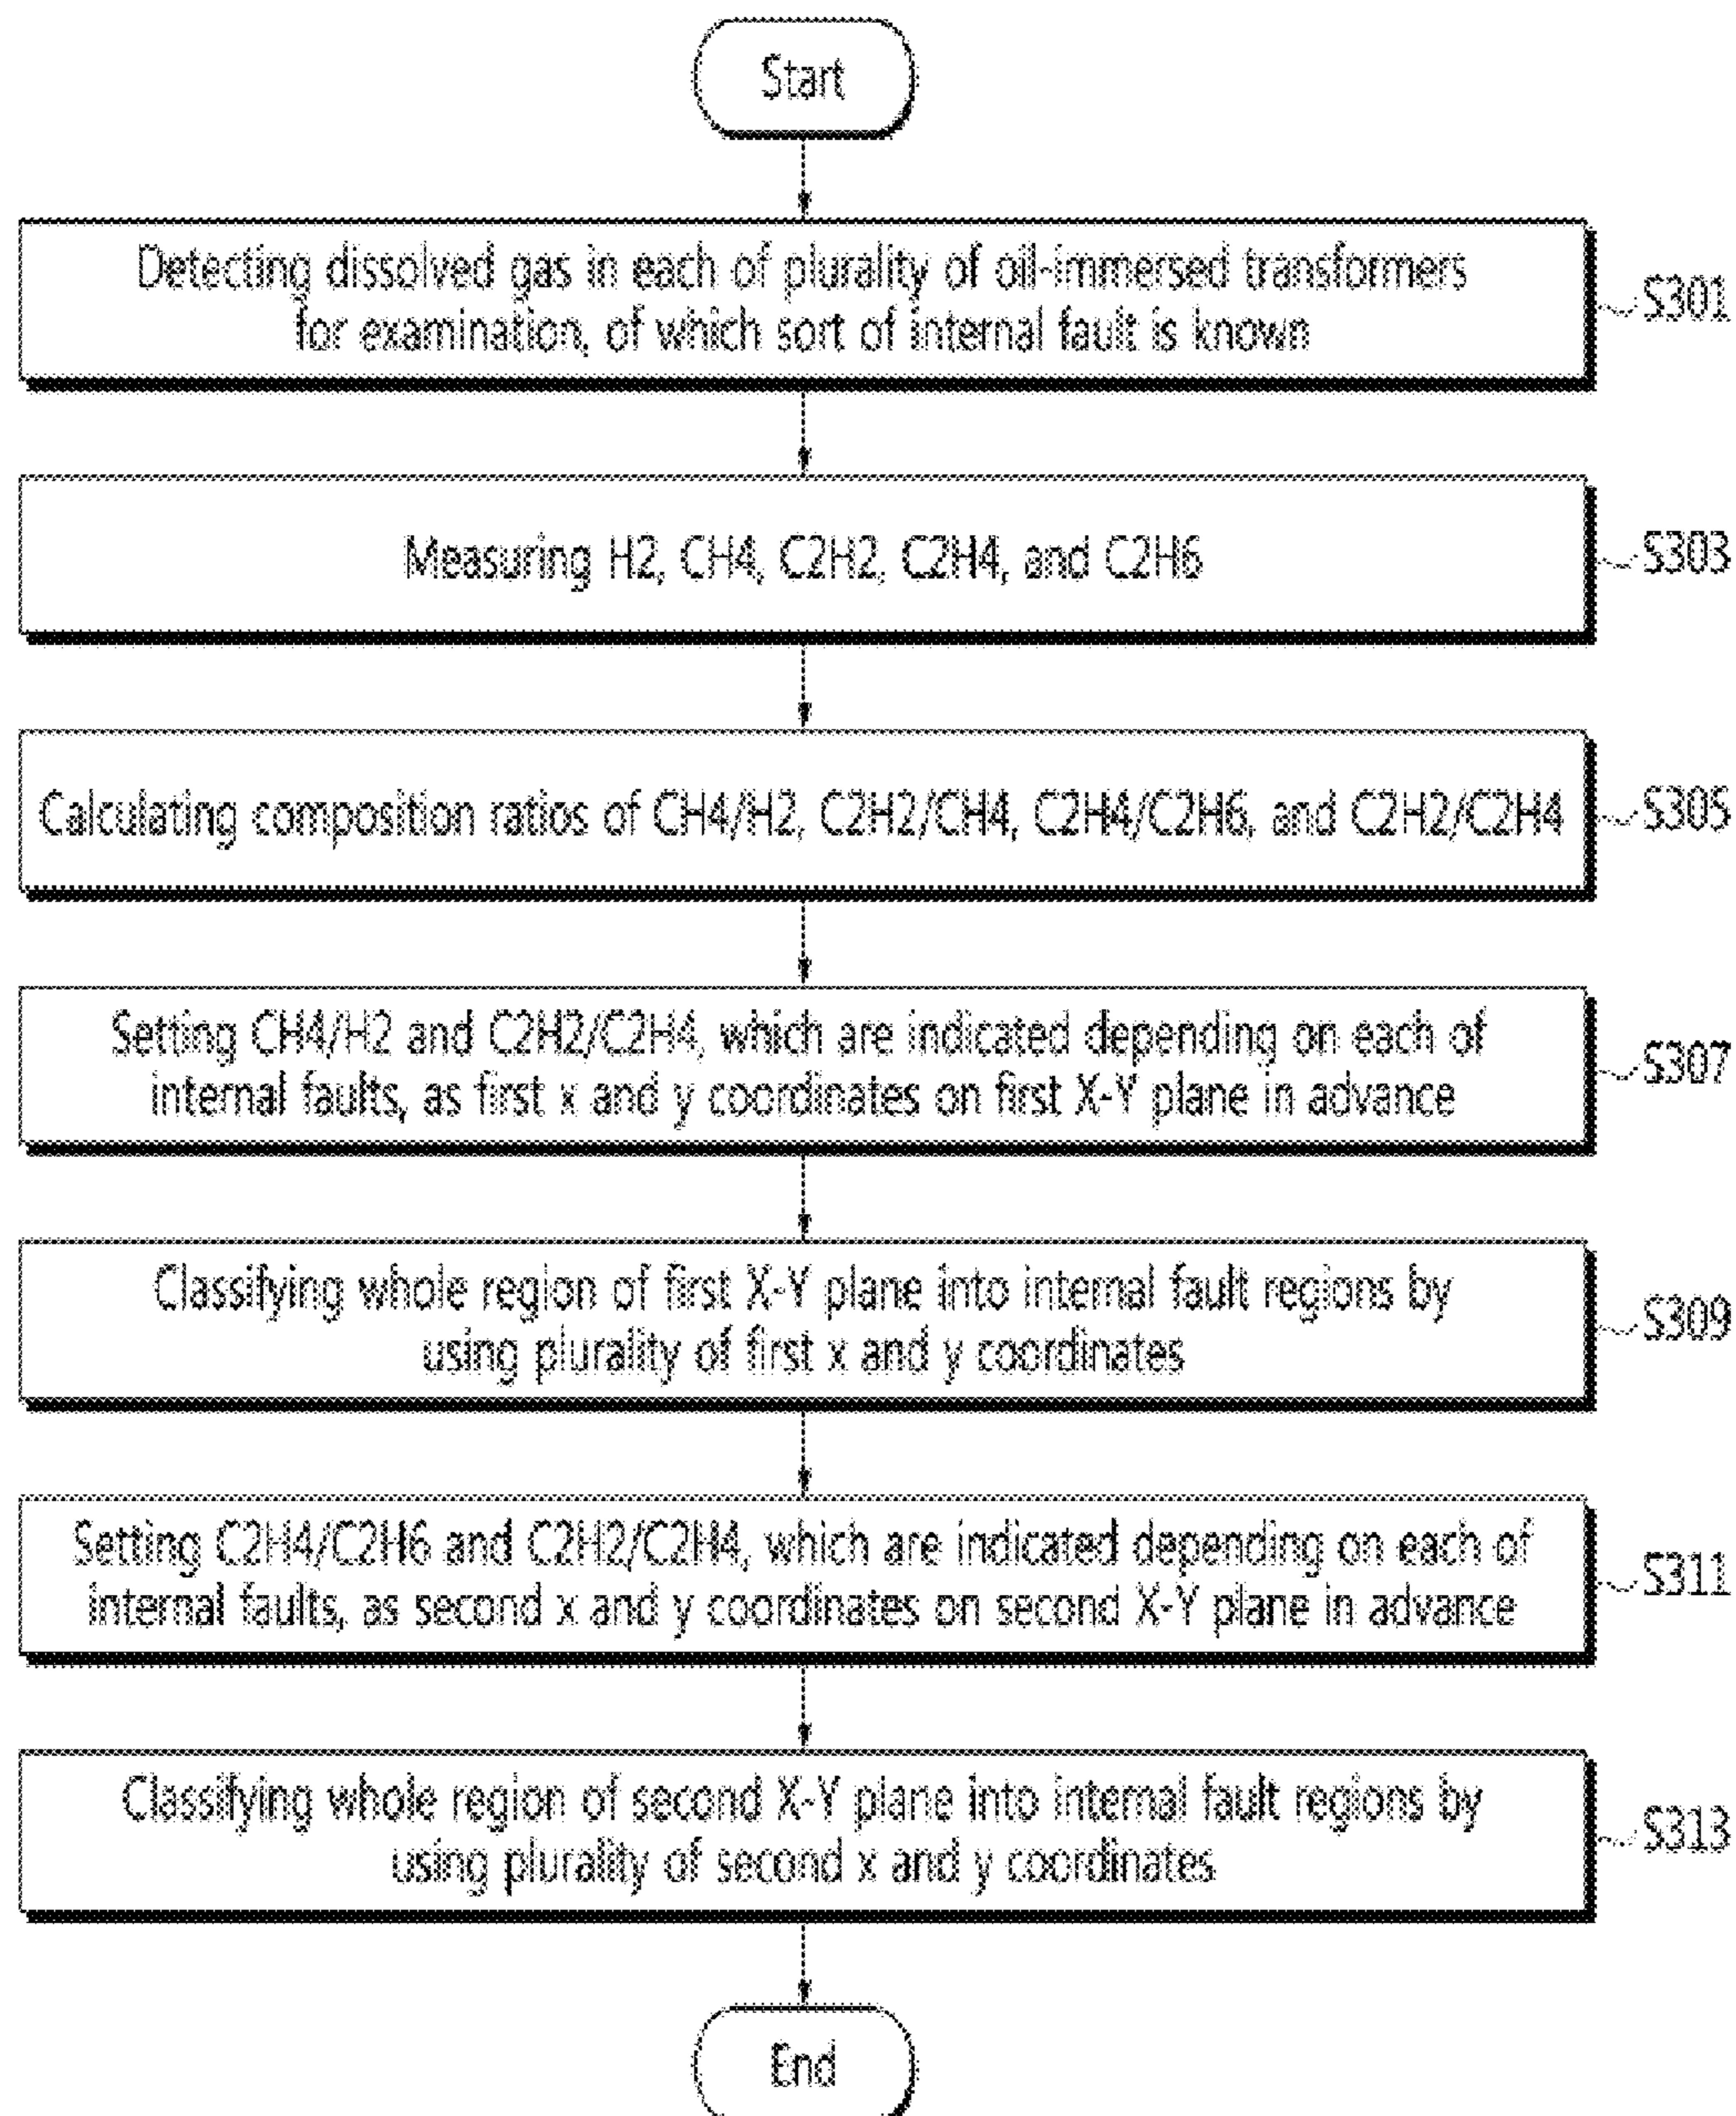 Start
Detecting dissolved gas in each of plurality of oil-immersed transformers
for examination, of which sort of internal fault is known
S301
Measuring H2, CH4, C2H2, C2H4, and C2H6
S303
Calculating composition ratios of CH4/H2, C2H2/CH4, C2H4/C2H6, and C2H2/C2H4
S305
Setting CH4/H2 and C2H2/C2H4, which are indicated depending on each of
internal faults, as first x and y coordinates on first X-Y plane in advance
S307
Classifying whole region of first X-Y plane into internal fault regions by
using plurality of first x and y coordinates
S309
Setting C2H4/C2H6 and C2H2/C2H4, which are indicated depending on each of
internal faults, as second x and y coordinates on second X-Y plane in advance
S311
Classifying whole region of second X-Y plane into internal fault regions by
using plurality of second x and y coordinates
S313
End